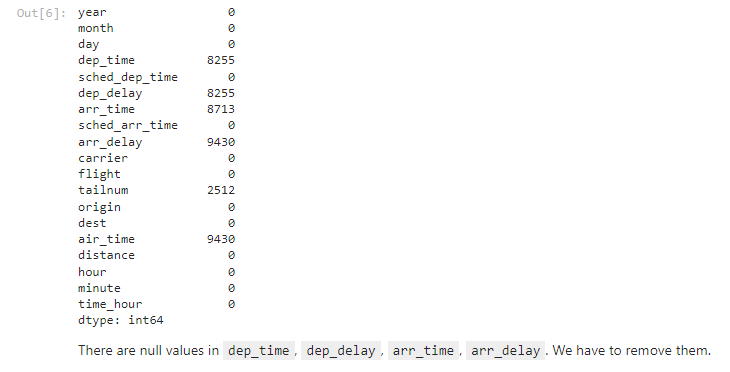 Out[6]: year 0
month 0
day 0
dep_time 8255
sched_dep_time 0
dep_delay 8255
arr_time 8713
sched_arr_time 0
arr_delay 9430
carrier 0
flight 0
tailnum 2512
origin 0
dest 0
air_time 9430
distance 0
hour 0
minute 0
time_hour 0
dtype: int64
There are null values in dep_time, dep_delay, arr_time, arr_delay. We have to remove them.